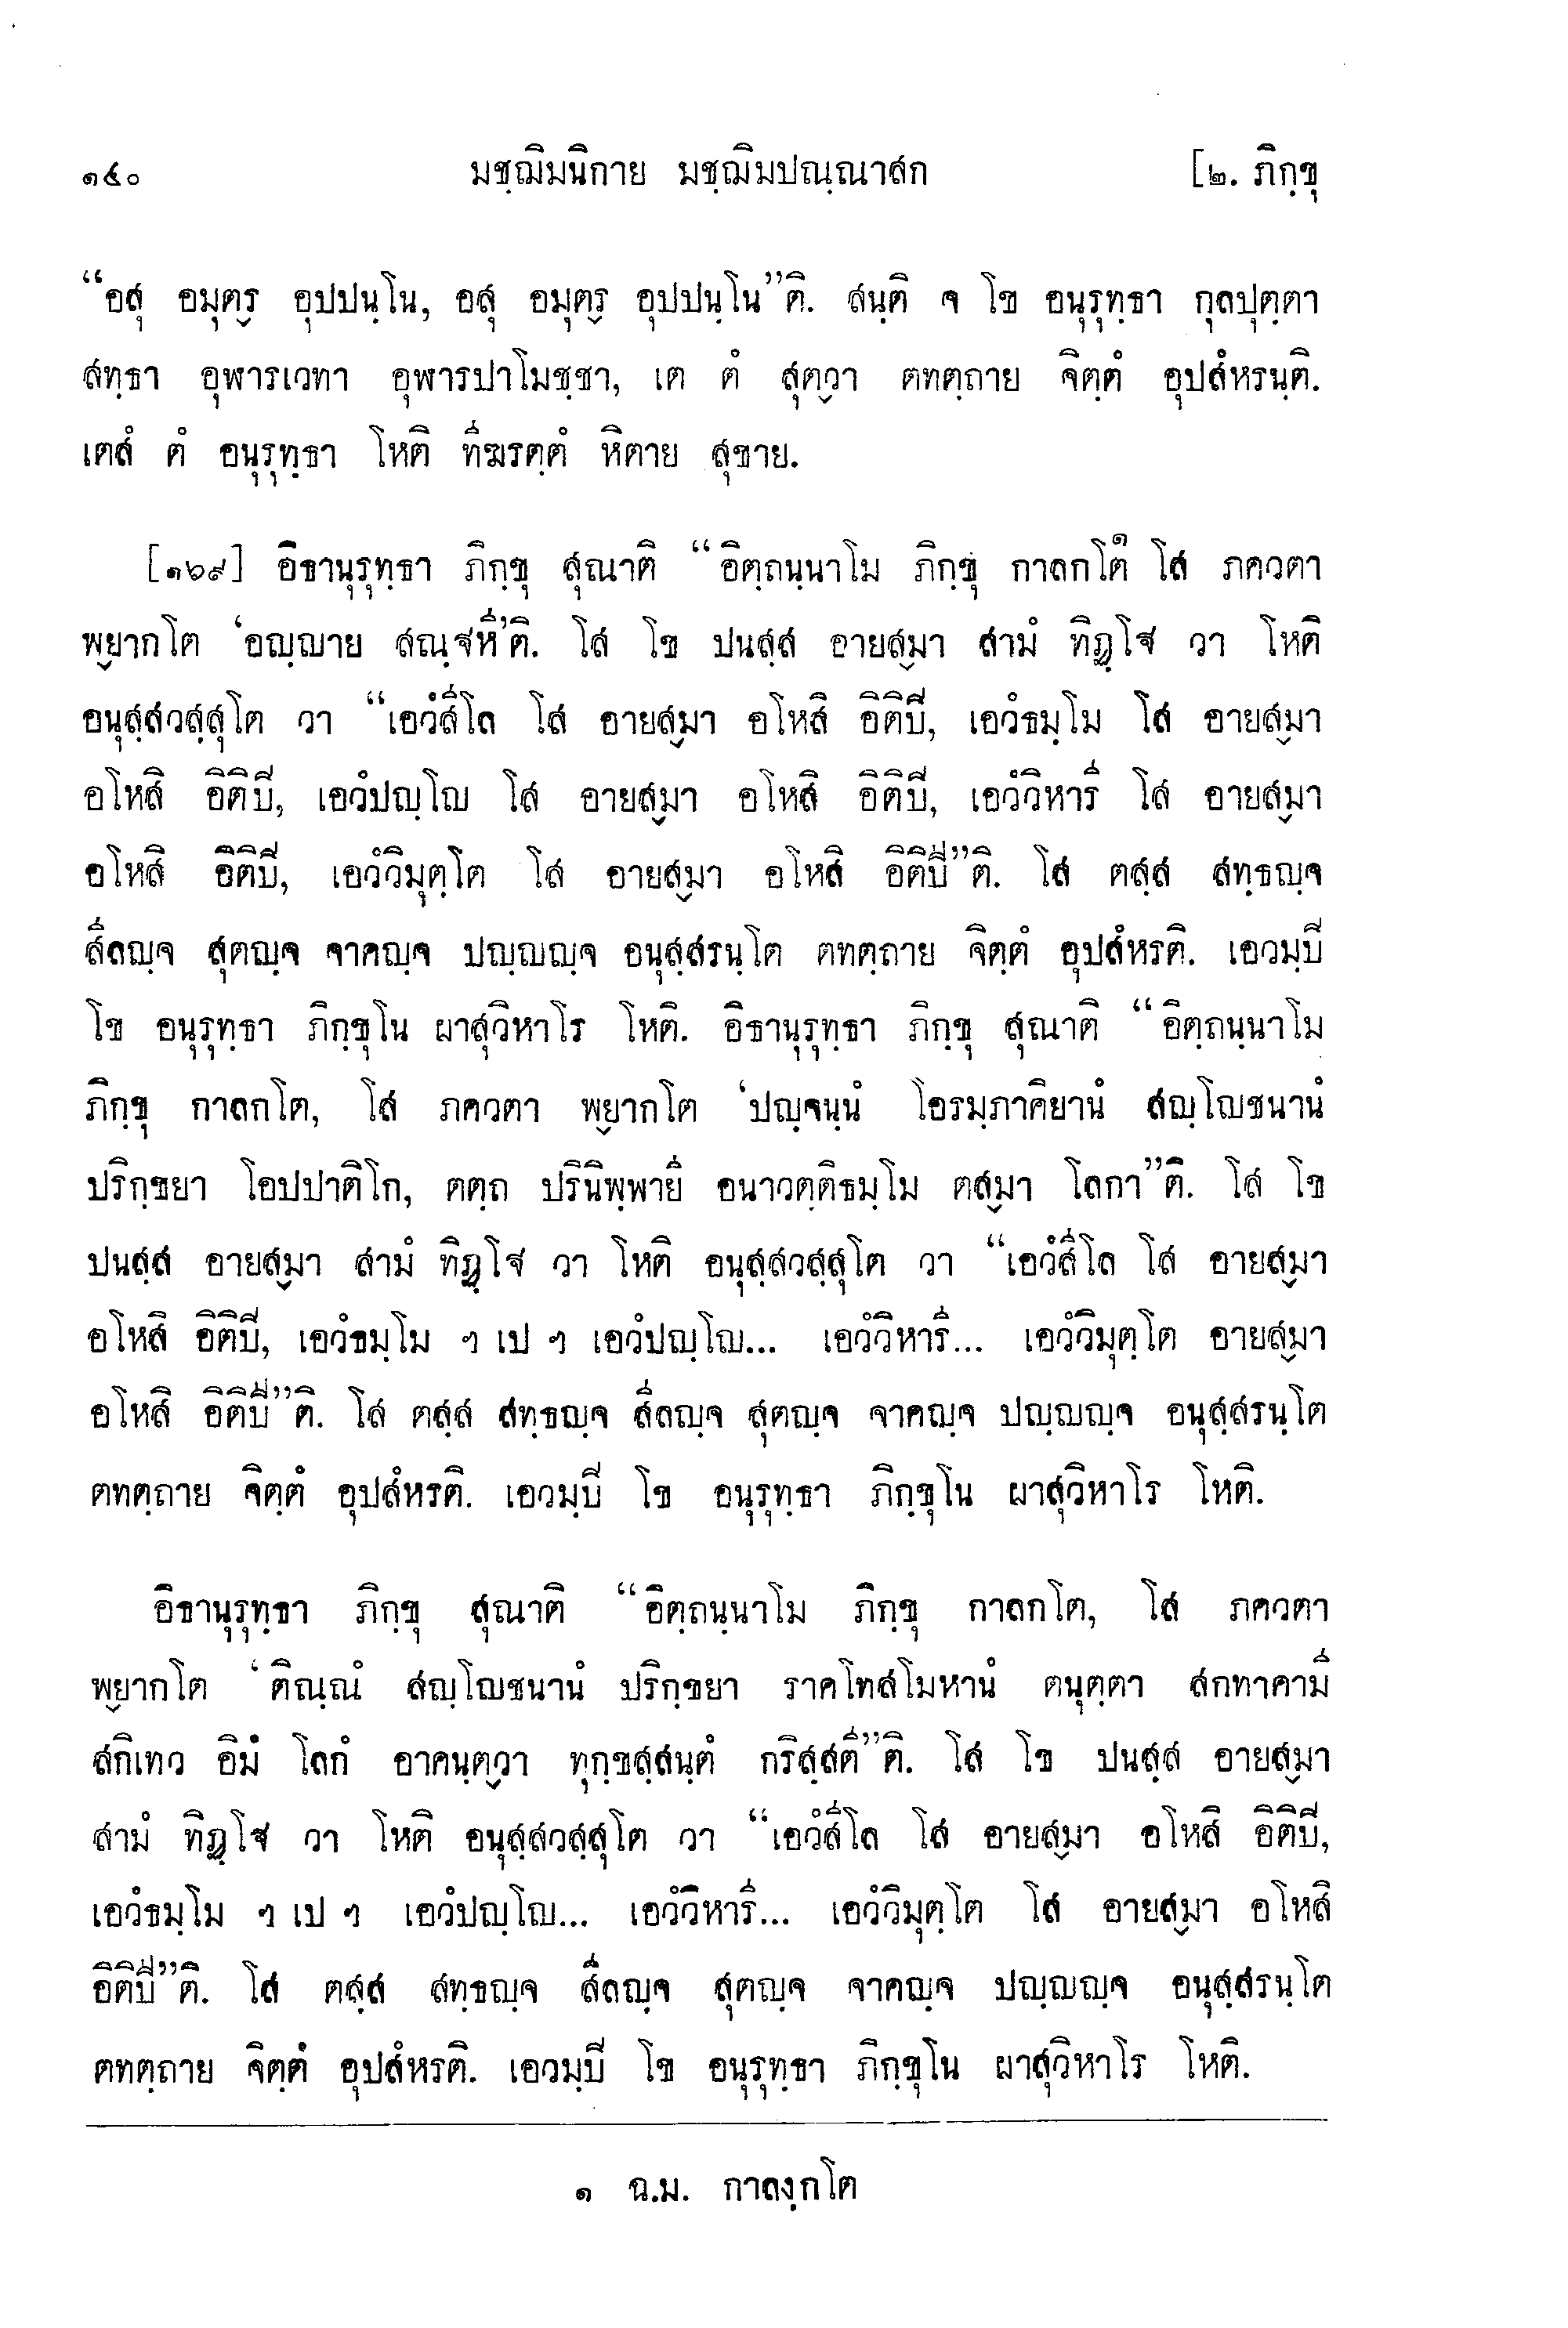 ๑๔๐ มชฺฌิมนิกาย มชฺฌิมปณฺณาสก [๒. ภิกฺขุ
“อสุ อมุตฺร อุปปนฺโน, อสุ อมุตฺร อุปปนฺโน”ติ. สนฺติ จ โข อนุรุทฺธา กุลปุตฺตา
สทฺธา อุฬารเวทา อุฬารปาโมชฺชา, เต ตํ สุตฺวา ตทตฺถาย จิตฺตํ อุปสํหรนฺติ.
เตสํ ตํ อนุรุทฺธา โหติ ทีฆรตฺตํ หิตาย สุขาย.
[๑๖๙] อิธานุรุทฺธา ภิกฺขุ สุณาติ “อิตฺถนฺนาโม ภิกฺขุ กาลกโต๑ โส ภควตา
พฺยากโต ‘อญฺญาย สณฺฐหี’ติ. โส โข ปนสฺส อายสฺมา สามํ ทิฏฺโฐ วา โหติ
อนุสฺสวสฺสุโต วา “เอวํสีโล โส อายสฺมา อโหสิ อิติปิ, เอวํธมฺโม โส อายสฺมา
อโหสิ อิติปิ, เอวํปญฺโญ โส อายสฺมา อโหสิ อิติปิ, เอวํวิหารี โส อายสฺมา
อโหสิ อิติปิ, เอวํวิมุตฺโต โส อายสฺมา อโหสิ อิติปี”ติ. โส ตสฺส สทฺธญฺจ
สีลญฺจ สุตญฺจ จาคญฺจ ปญฺญญฺจ อนุสฺสรนฺโต ตทตฺถาย จิตฺตํ อุปสํหรติ. เอวมฺปิ
โข อนุรุทฺธา ภิกฺขุโน ผาสุวิหาโร โหติ. อิธานุรุทฺธา ภิกฺขุ สุณาติ “อิตฺถนฺนาโม
ภิกฺขุ กาลกโต, โส ภควตา พฺยากโต ‘ปญฺจนฺนํ โอรมฺภาคิยานํ สญฺโญชนานํ
ปริกฺขยา โอปปาติโก, ตตฺถ ปรินิพฺพายี อนาวตฺติธมฺโม ตสฺมา โลกา”ติ. โส โข
ปนสฺส อายสฺมา สามํ ทิฏฺโฐ วา โหติ อนุสฺสวสฺสุโต วา “เอวํสีโล โส อายสฺมา
อโหสิ อิติปิ, เอวํธมฺโม ฯ เป ฯ เอวํปญฺโญ... เอวํวิหารี... เอวํวิมุตฺโต อายสฺมา
อโหสิ อิติปี”ติ. โส ตสฺส สทฺธญฺจ สีลญฺจ สุตญฺจ จาคญฺจ ปญฺญญฺจ อนุสฺสรนฺโต
ตทตฺถาย จิตฺตํ อุปสํหรติ. เอวมฺปิ โข อนุรุทฺธา ภิกฺขุโน ผาสุวิหาโร โหติ.
อิธานุรุทฺธา ภิกฺขุ สุณาติ “อิตฺถนฺนาโม ภิกฺขุ กาลกโต, โส ภควตา
พฺยากโต ‘ติณฺณํ สญฺโญชนานํ ปริกฺขยา ราคโทสโมหานํ ตนุตฺตา สกทาคามี
สกิเทว อิมํ โลกํ อาคนฺตฺวา ทุกฺขสฺสนฺตํ กริสฺสตี”ติ. โส โข ปนสฺส อายสฺมา
สามํ ทิฏฺโฐ วา โหติ อนุสฺสวสฺสุโต วา “เอวํสีโล โส อายสฺมา อโหสิ อิติปิ,
เอวํธมฺโม ฯ เป ฯ เอวํปญฺโญ... เอวํวิหารี... เอวํวิมุตฺโต โส อายสฺมา อโหสิ
อิติปี”ติ. โส ตสฺส สทฺธญฺจ สีลญฺจ สุตญฺจ จาคญฺจ ปญฺญญฺจ อนุสฺสรนฺโต
ตทตฺถาย จิตฺตํ อุปสํหรติ. เอวมฺปิ โข อนุรุทฺธา ภิกฺขุโน ผาสุวิหาโร โหติ.
๑ ฉ.ม. กาลงฺกโต